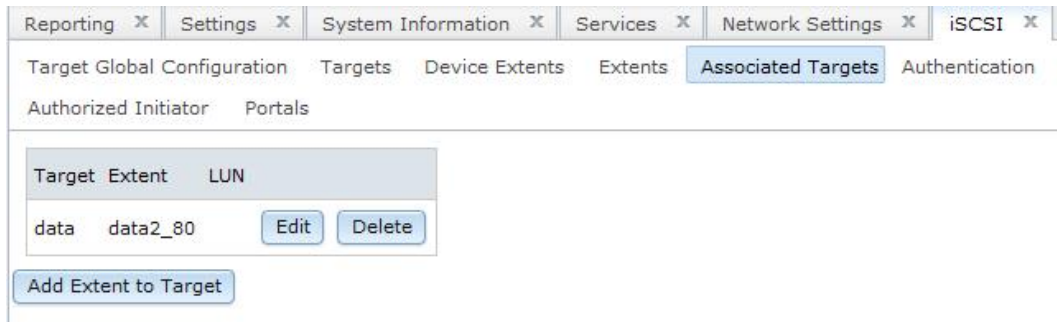 Reporting X Settings X System Information X Services X Network Settings X iSCSI X
Target Global Configuration Targets Device Extents Extents Associated Targets Authentication
Authorized Initiator Portals
Target Extent LUN
data data2_80 Edit Delete
Add Extent to Target